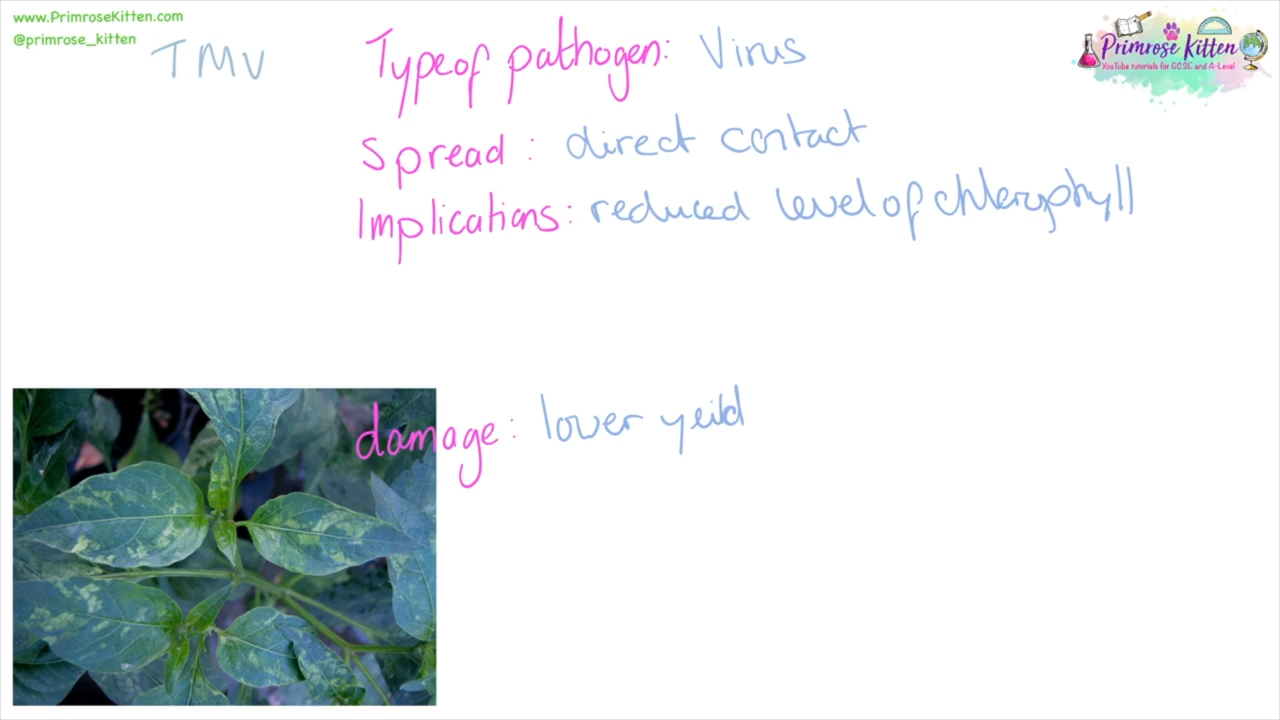 www.PrimroseKitten.com
@primrose_kitten
TMV
Type of pathogen: Virus
Spread: direct contact
Implications: reduced level of chlorophyll
damage: lower yeild
Primrose Kitten
YouTube tutorials for GCSE and A-Level